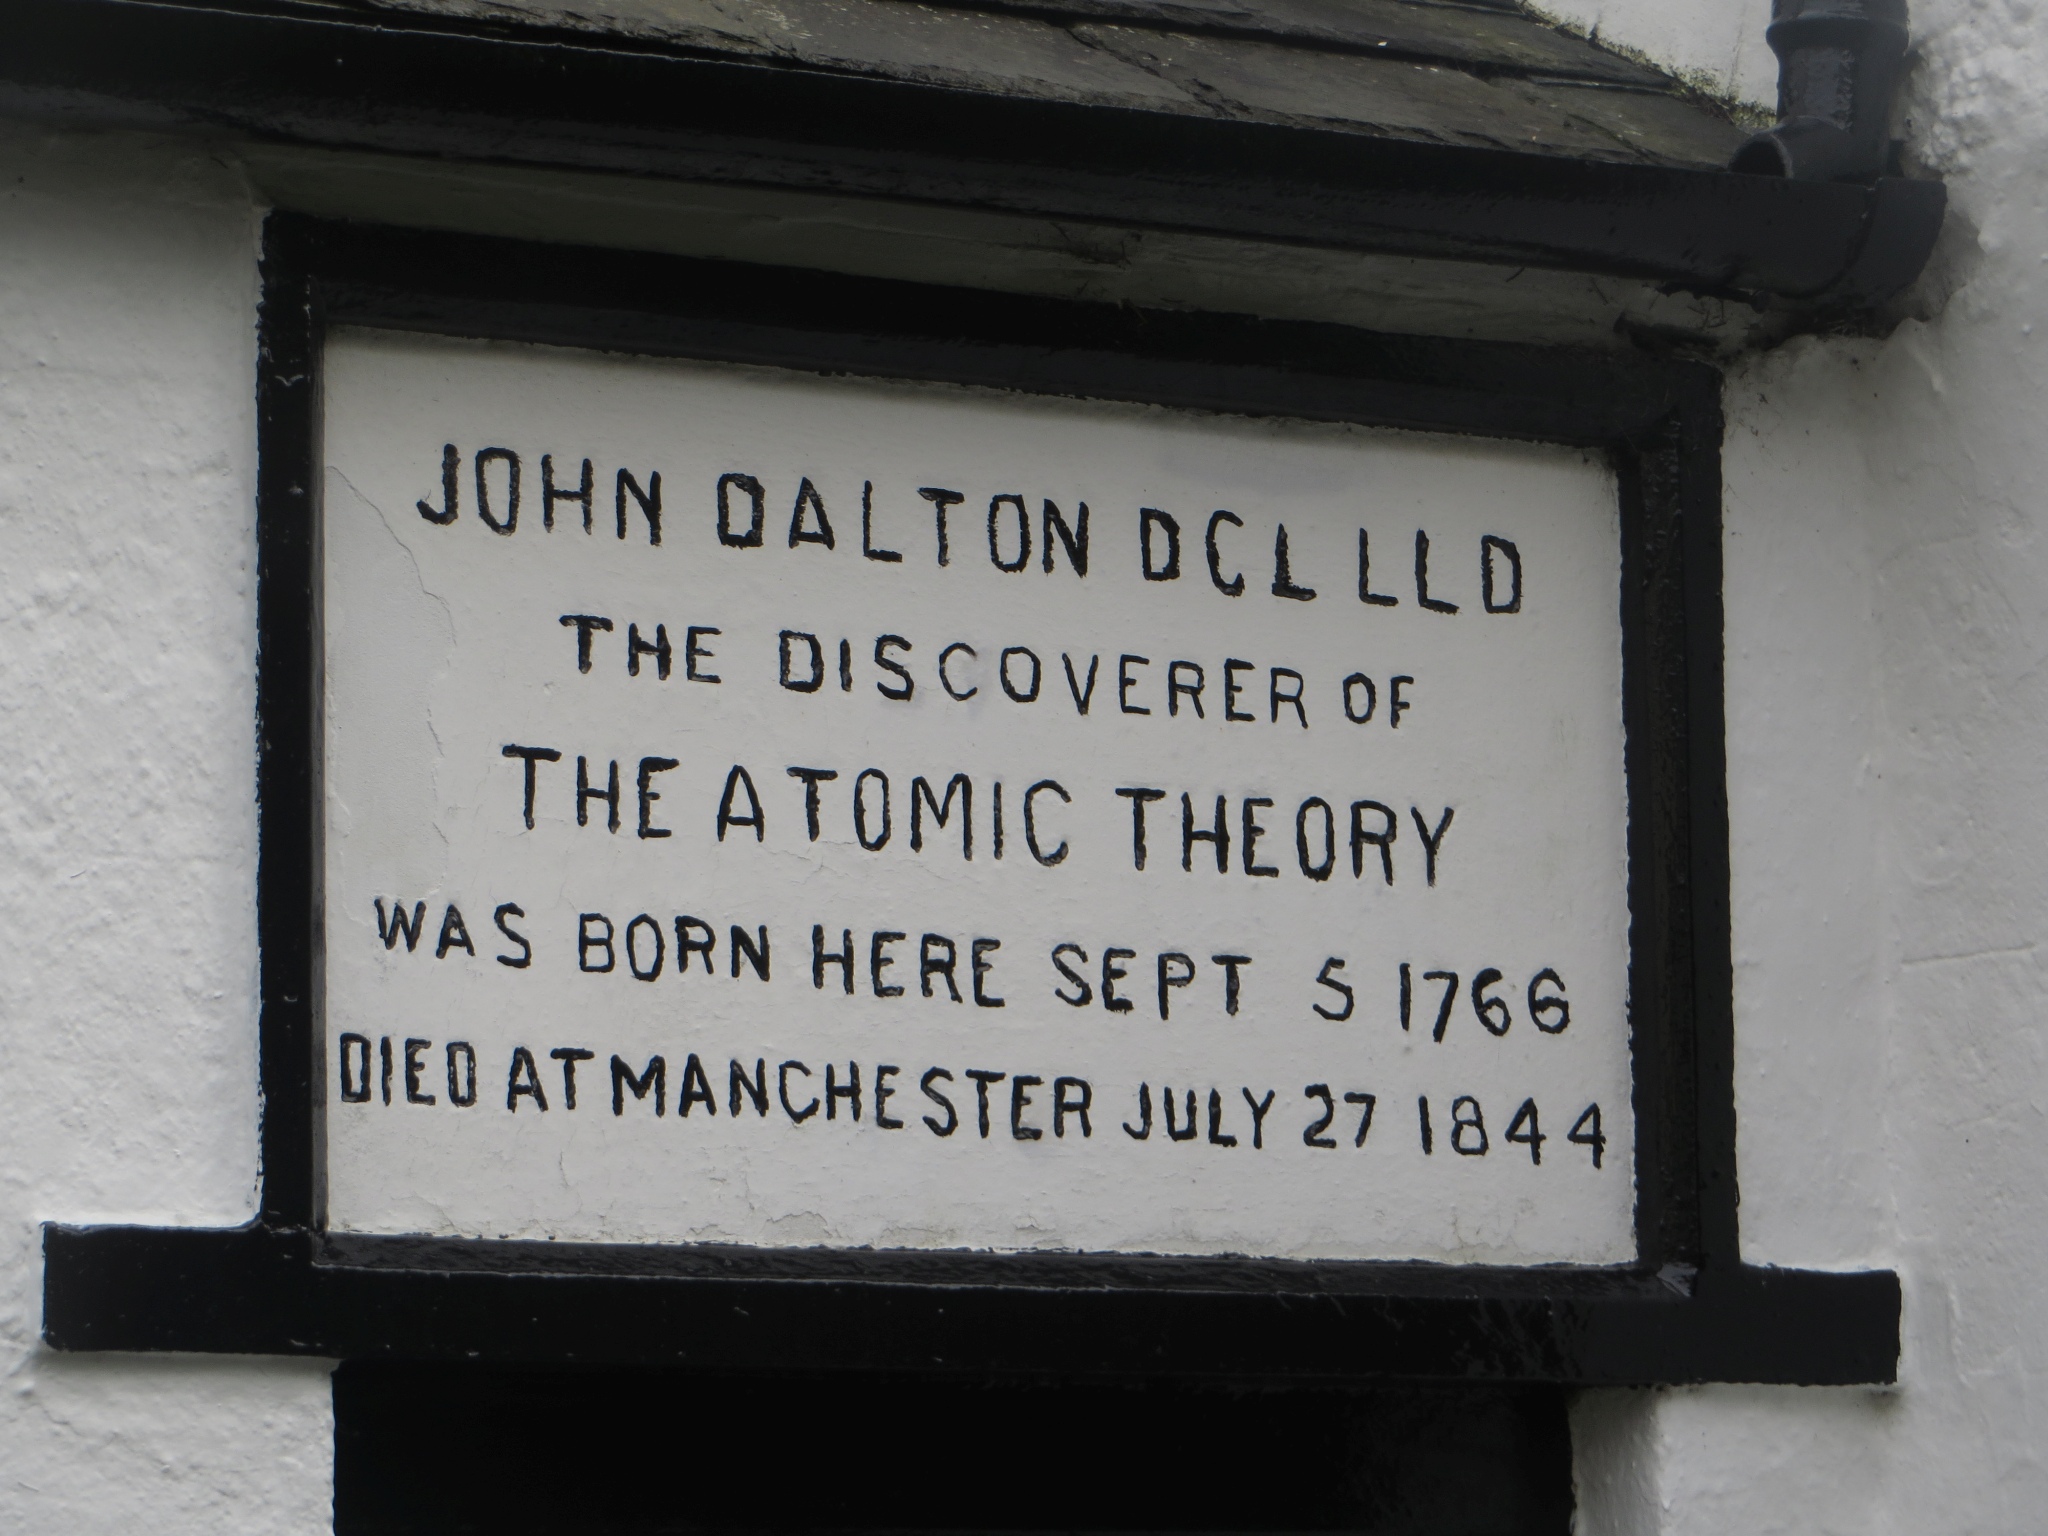 JOHN DALTON DCL LLD
THE DISCOVERER OF
THE ATOMIC THEORY
WAS BORN HERE SEPT 5 1766
DIED AT MANCHESTER JULY 27 1844